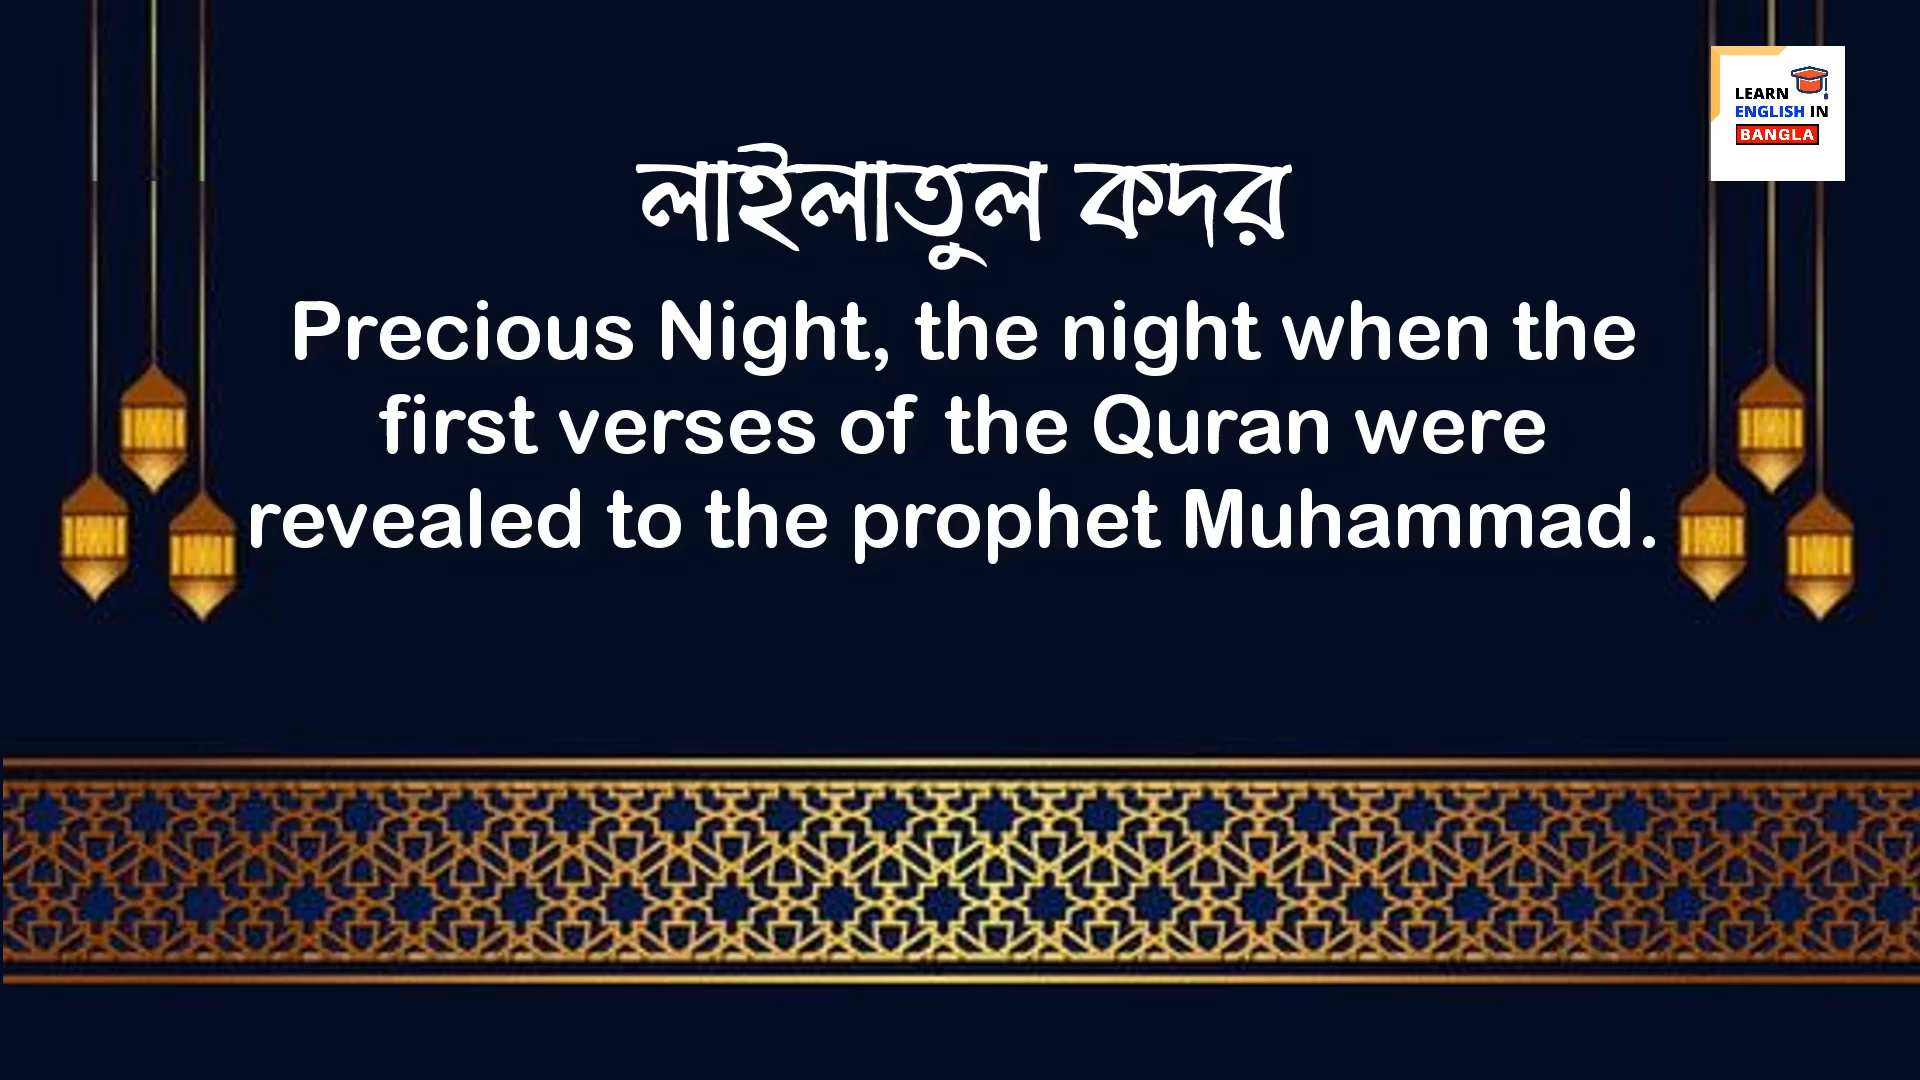 LEARN
ENGLISH IN
BANGLA
লাইলাতুল কদর
Precious Night, the night when the
first verses of the Quran were
revealed to the prophet Muhammad.